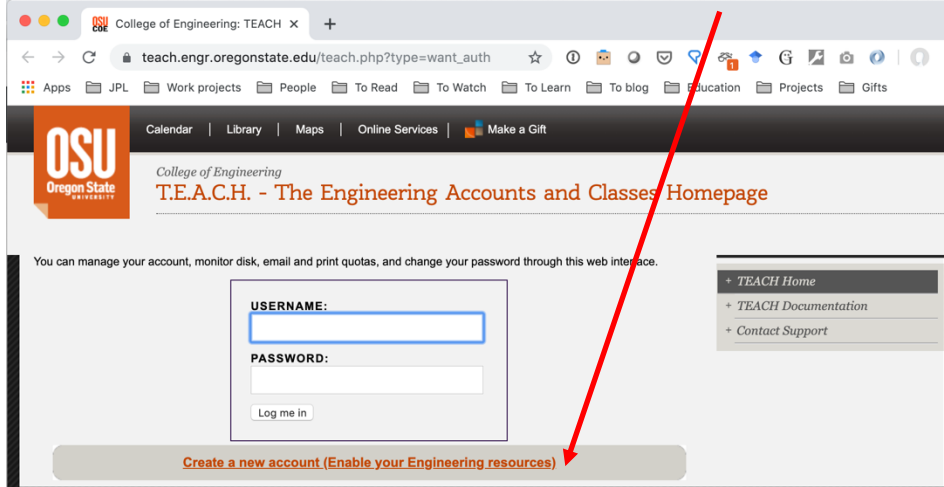 OSU COE College of Engineering: TEACH × +
teach.engr.oregonstate.edu/teach.php?type=want_auth
1
Apps JPL Work projects People To Read To Watch To Learn To blog Education Projects Gifts
Calendar | Library | Maps | Online Services | Make a Gift
OSU
Oregon State
UNIVERSITY
College of Engineering
T.E.A.C.H. - The Engineering Accounts and Classes Homepage
You can manage your account, monitor disk, email and print quotas, and change your password through this web interface.
USERNAME:
PASSWORD:
Log me in
Create a new account (Enable your Engineering resources)
+ TEACH Home
+ TEACH Documentation
+ Contact Support